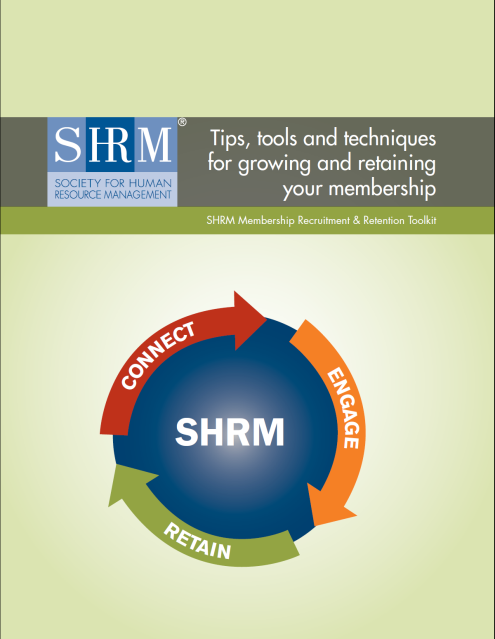 SHRM®
SOCIETY FOR HUMAN
RESOURCE MANAGEMENT
Tips, tools and techniques
for growing and retaining
your membership
SHRM Membership Recruitment & Retention Toolkit
CONNECT
ENGAGE
SHRM
RETAIN